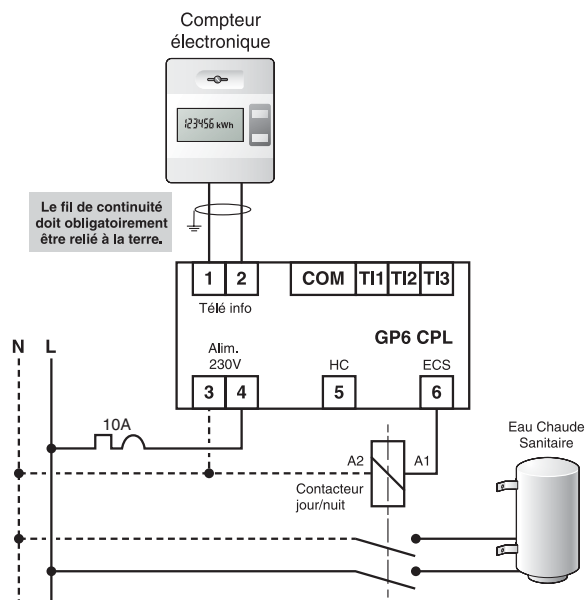 Compteur
électronique
123456 kWh
Le fil de continuité
doit obligatoirement
être relié à la terre.
1 2 COM TI1 TI2 TI3
Télé info
GP6 CPL
N L
Alim.
230V
HC
ECS
3 4 5 6
10A
A2 A1
Contacteur
jour/nuit
Eau Chaude
Sanitaire